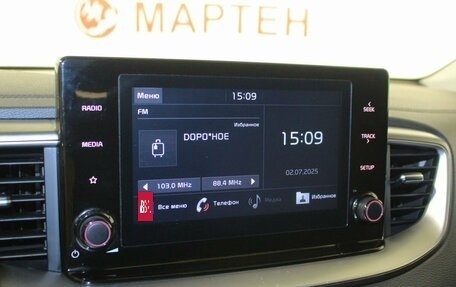 МАРТЕН
Меню 15:09
FM
Избранное
DOPO*HOE
15:09
02.07.2025
103,0 MHz 88,4 MHz
Все меню Телефон Медиа Избранное
RADIO
MEDIA
SEEK
TRACK
SETUP